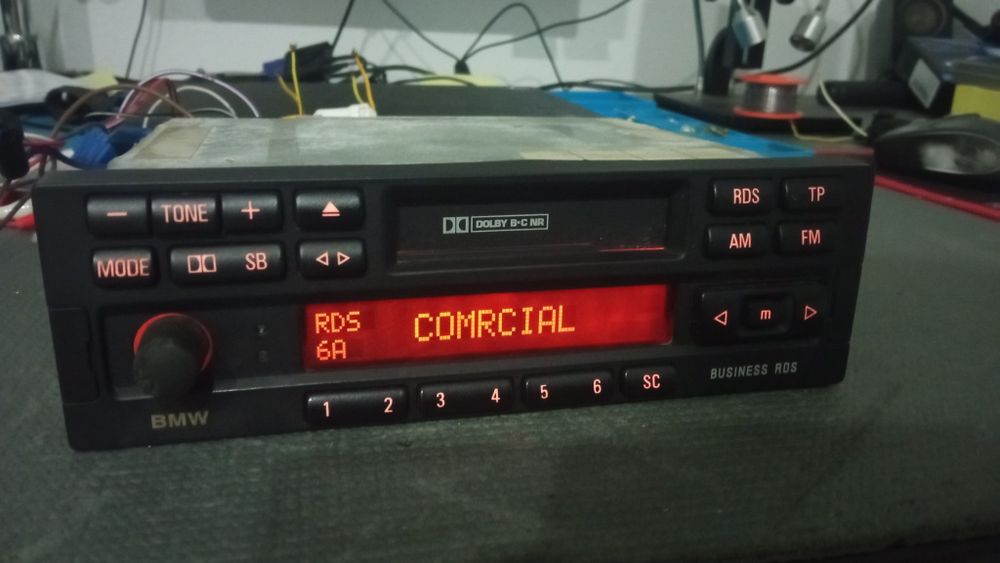 − TONE +
MODE SB
DOLBY B·C NR
RDS TP
AM FM
RDS COMRCIAL
6A
m
BMW
1 2 3 4 5 6 SC
BUSINESS RDS